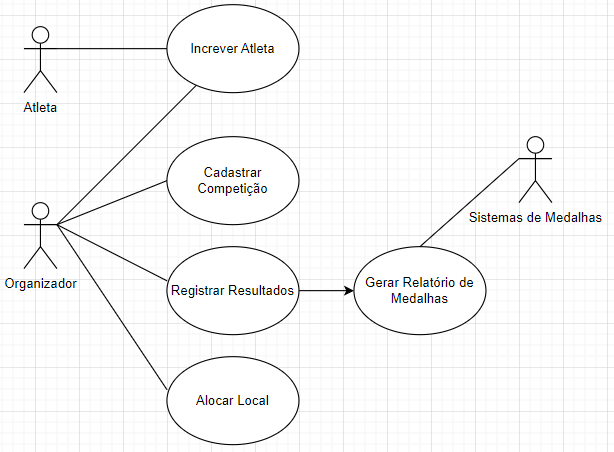 Increver Atleta
Atleta
Cadastrar
Competição
Sistemas de Medalhas
Organizador
Registrar Resultados
Gerar Relatório de
Medalhas
Alocar Local